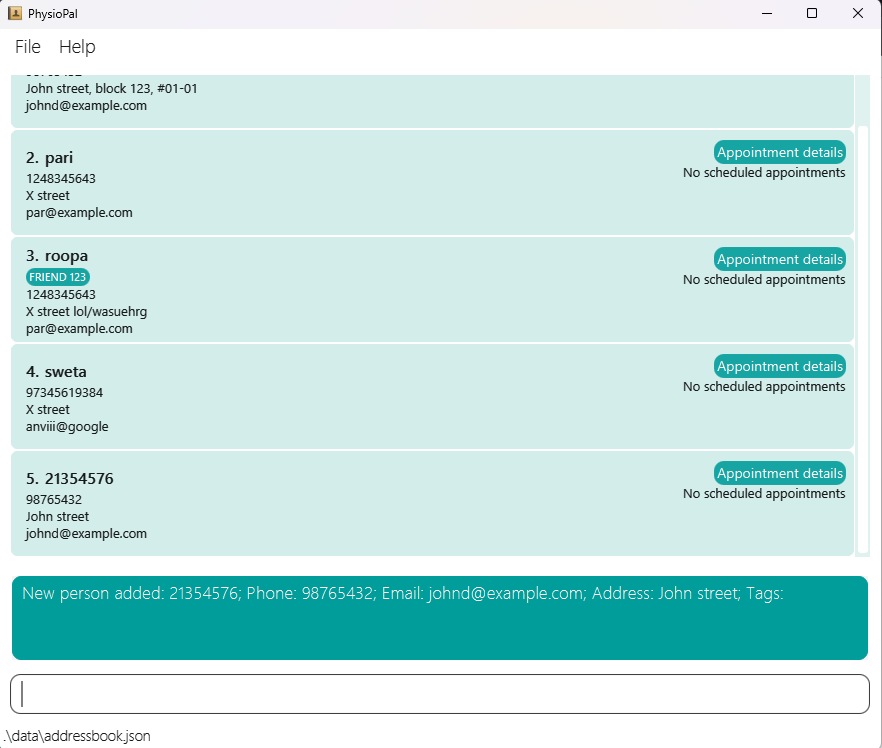 PhysioPal
File Help
John street, block 123, #01-01
johnd@example.com
2. pari
Appointment details
1248345643
No scheduled appointments
X street
par@example.com
3. roopa
Appointment details
FRIEND 123
No scheduled appointments
1248345643
X street lol/wasuehrg
par@example.com
4. sweta
Appointment details
97345619384
No scheduled appointments
X street
anviii@google
5. 21354576
Appointment details
98765432
No scheduled appointments
John street
johnd@example.com
New person added: 21354576; Phone: 98765432; Email: johnd@example.com; Address: John street; Tags:
.\data\addressbook.json